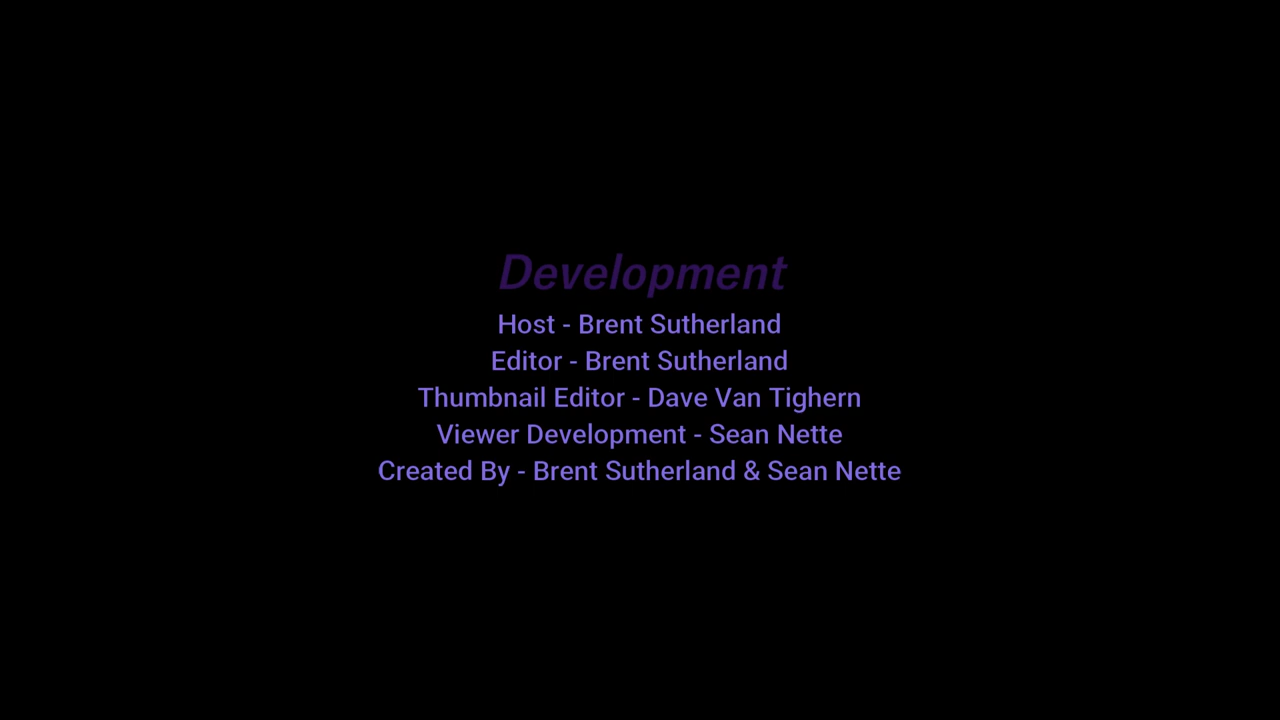 Development
Host - Brent Sutherland
Editor - Brent Sutherland
Thumbnail Editor - Dave Van Tighern
Viewer Development - Sean Nette
Created By - Brent Sutherland & Sean Nette